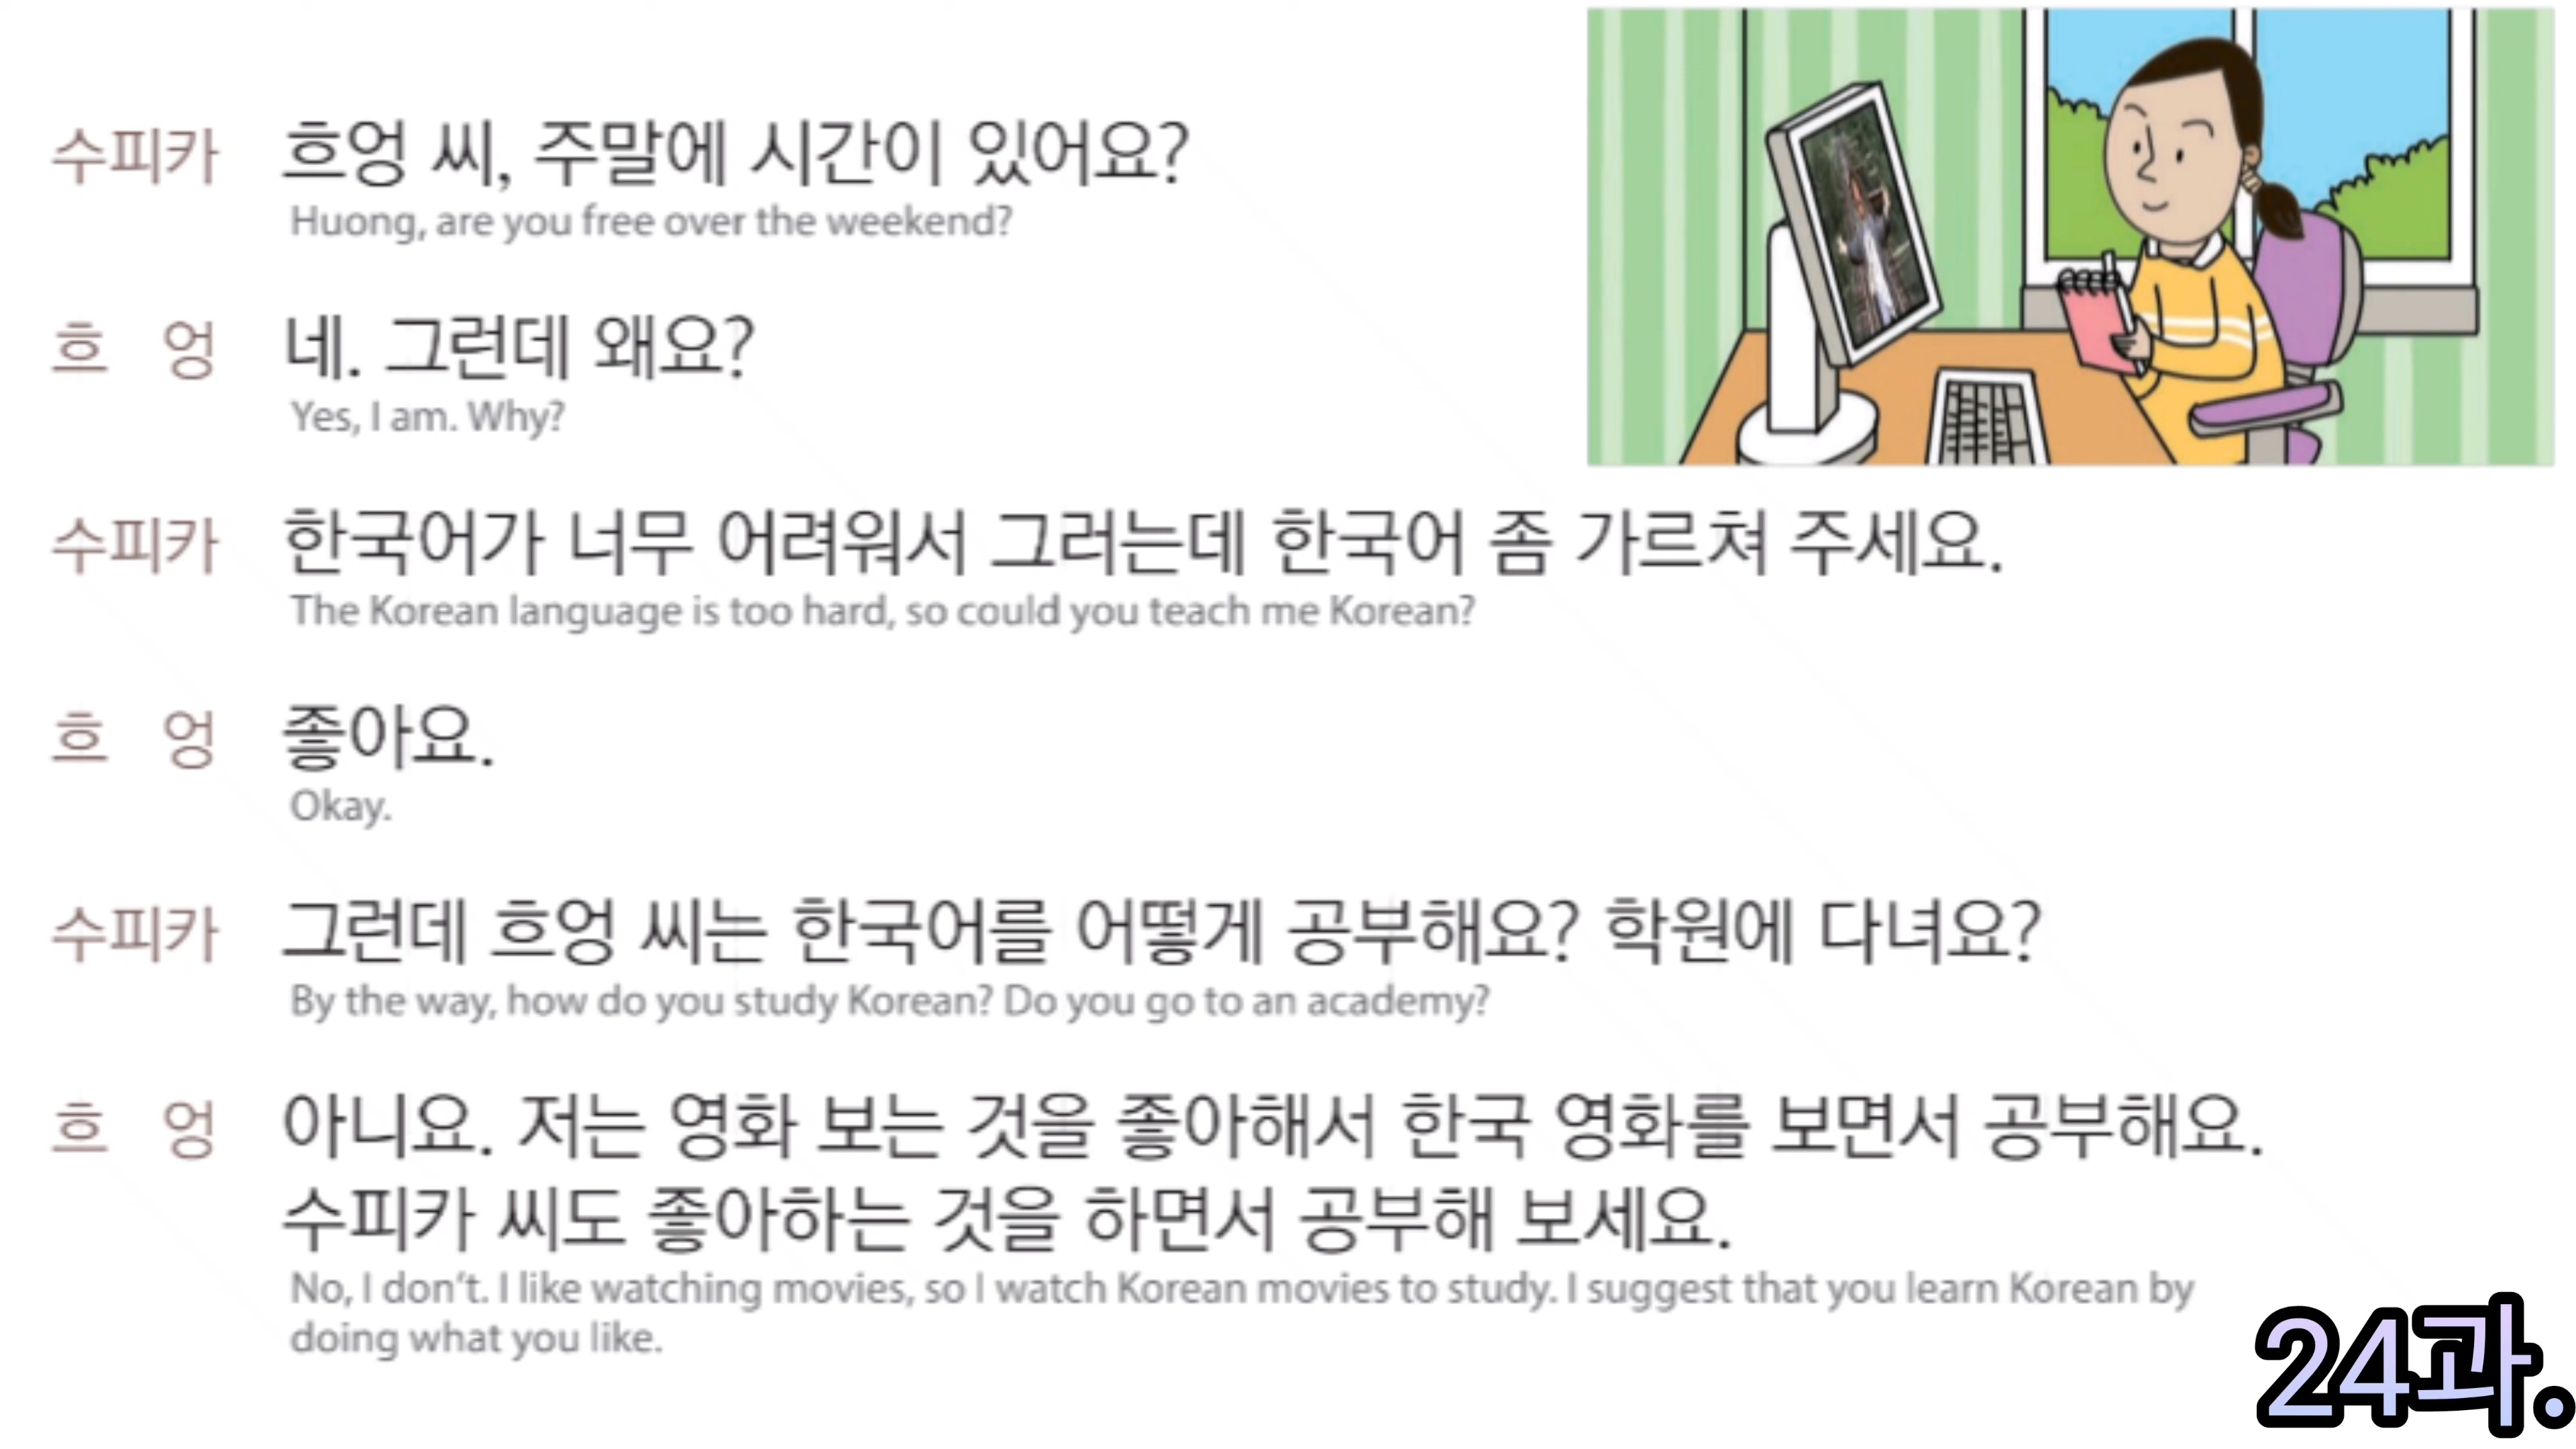 수피카 흐엉 씨, 주말에 시간이 있어요?
Huong, are you free over the weekend?
흐 엉 네. 그런데 왜요?
Yes, I am. Why?
수피카 한국어가 너무 어려워서 그러는데 한국어 좀 가르쳐 주세요.
The Korean language is too hard, so could you teach me Korean?
흐 엉 좋아요.
Okay.
수피카 그런데 흐엉 씨는 한국어를 어떻게 공부해요? 학원에 다녀요?
By the way, how do you study Korean? Do you go to an academy?
흐 엉 아니요. 저는 영화 보는 것을 좋아해서 한국 영화를 보면서 공부해요.
수피카 씨도 좋아하는 것을 하면서 공부해 보세요.
No, I don't. I like watching movies, so I watch Korean movies to study. I suggest that you learn Korean by
doing what you like.
24과.